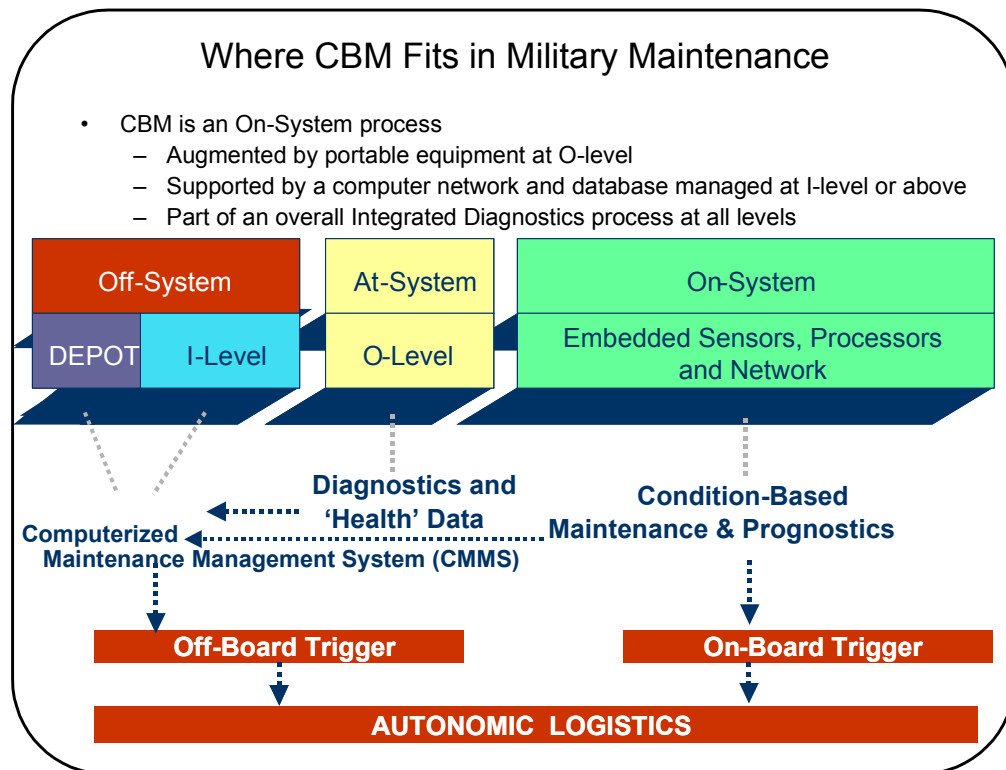 Where CBM Fits in Military Maintenance
• CBM is an On-System process
– Augmented by portable equipment at O-level
– Supported by a computer network and database managed at I-level or above
– Part of an overall Integrated Diagnostics process at all levels
Off-System
At-System
On-System
DEPOT
I-Level
O-Level
Embedded Sensors, Processors
and Network
Diagnostics and
‘Health’ Data
Condition-Based
Maintenance & Prognostics
Computerized
Maintenance Management System (CMMS)
Off-Board Trigger
On-Board Trigger
AUTONOMIC LOGISTICS